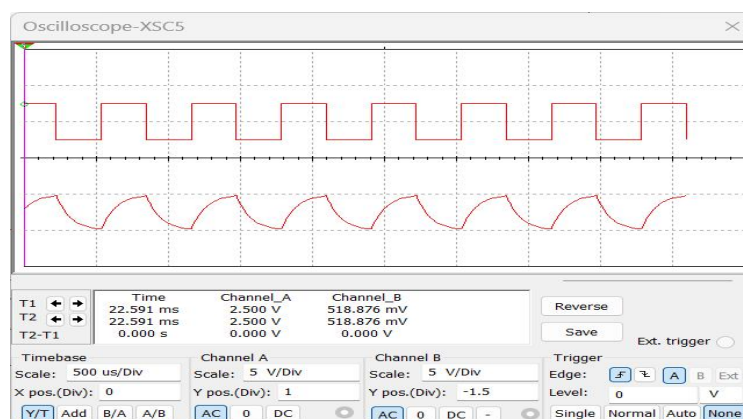 Oscilloscope-XSC5
Time Channel_A Channel_B
T1 22.591 ms 2.500 V 518.876 mV
T2 22.591 ms 2.500 V 518.876 mV
T2-T1 0.000 s 0.000 V 0.000 V
Reverse
Save
Ext. trigger
Timebase
Scale: 500 us/Div
X pos.(Div): 0
Y/T Add B/A A/B
Channel A
Scale: 5 V/Div
Y pos.(Div): 1
AC 0 DC
Channel B
Scale: 5 V/Div
Y pos.(Div): -1.5
AC 0 DC -
Trigger
Edge: A B Ext
Level: 0 V
Single Normal Auto None